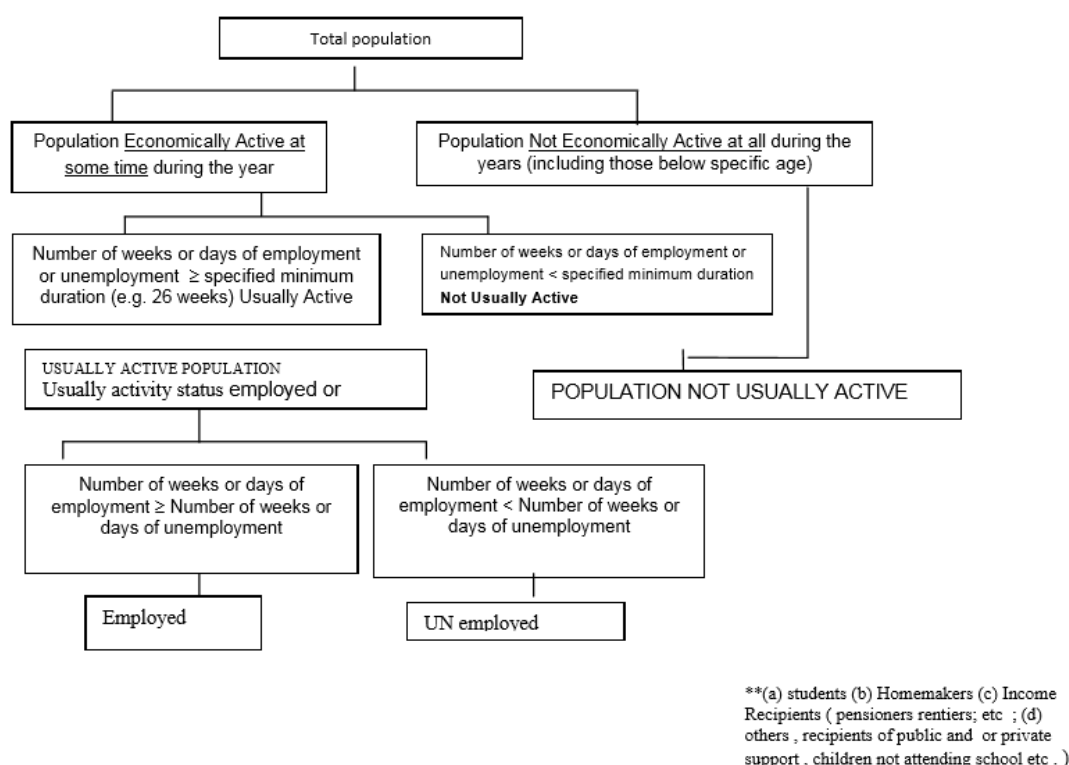 Total population
Population Economically Active at
some time during the year
Population Not Economically Active at all during the
years (including those below specific age)
Number of weeks or days of employment
or unemployment ≥ specified minimum
duration (e.g. 26 weeks) Usually Active
Number of weeks or days of employment or
unemployment < specified minimum duration
Not Usually Active
USUALLY ACTIVE POPULATION
Usually activity status employed or
POPULATION NOT USUALLY ACTIVE
Number of weeks or days of
employment ≥ Number of weeks or
days of unemployment
Number of weeks or days of
employment < Number of weeks or
days of unemployment
Employed
UN employed
**(a) students (b) Homemakers (c) Income
Recipients ( pensioners rentiers; etc ; (d)
others , recipients of public and or private
support , children not attending school etc . )